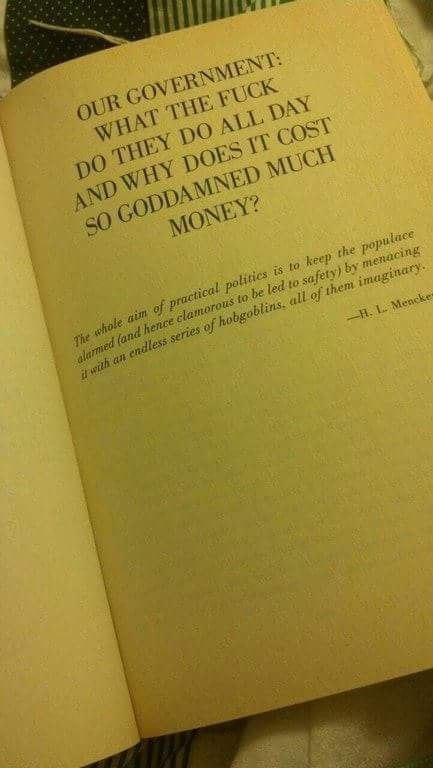 OUR GOVERNMENT:
WHAT THE FUCK
DO THEY DO ALL DAY
AND WHY DOES IT COST
SO GODDAMNED MUCH
MONEY?
The whole aim of practical politics is to keep the populace
alarmed (and hence clamorous to be led to safety) by menacing
it with an endless series of hobgoblins, all of them imaginary.
—H. L. Mencke